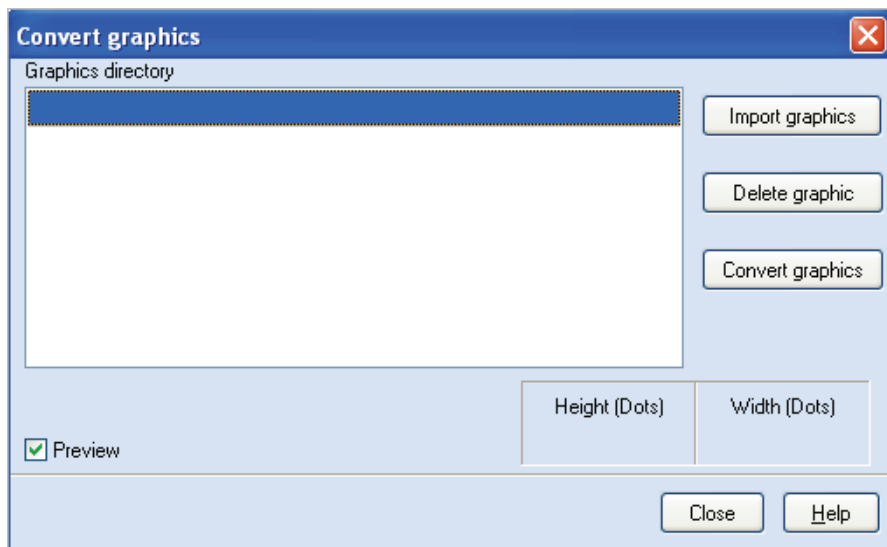 Convert graphics
Graphics directory
Import graphics
Delete graphic
Convert graphics
Height (Dots) Width (Dots)
Preview
Close Help